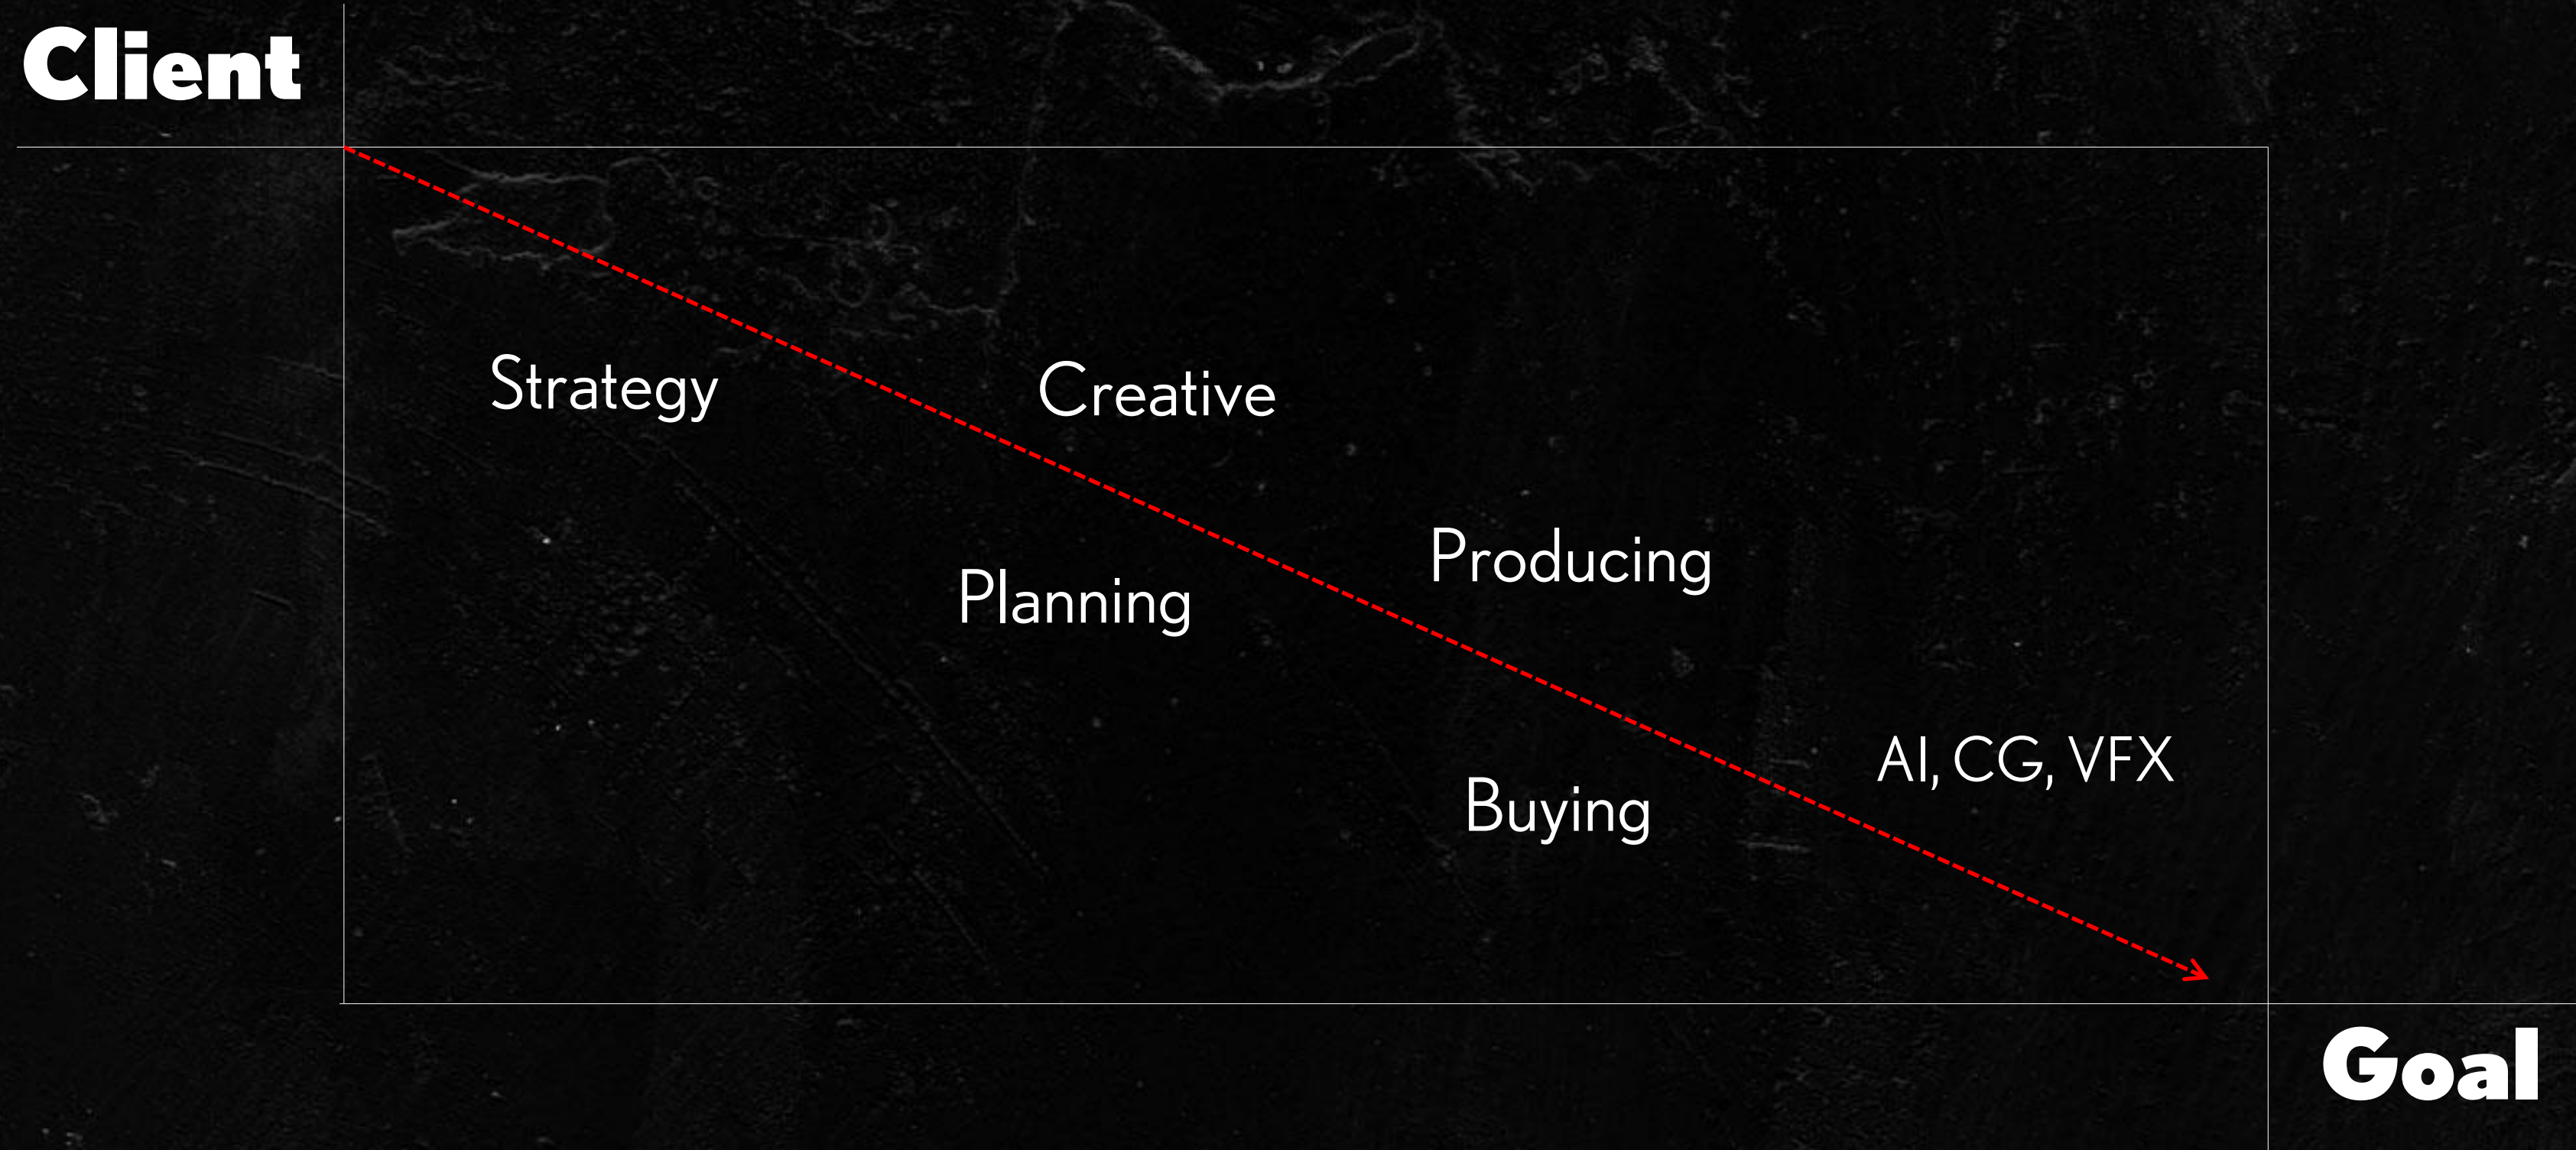 Client
Strategy
Creative
Planning
Producing
Buying
AI, CG, VFX
Goal